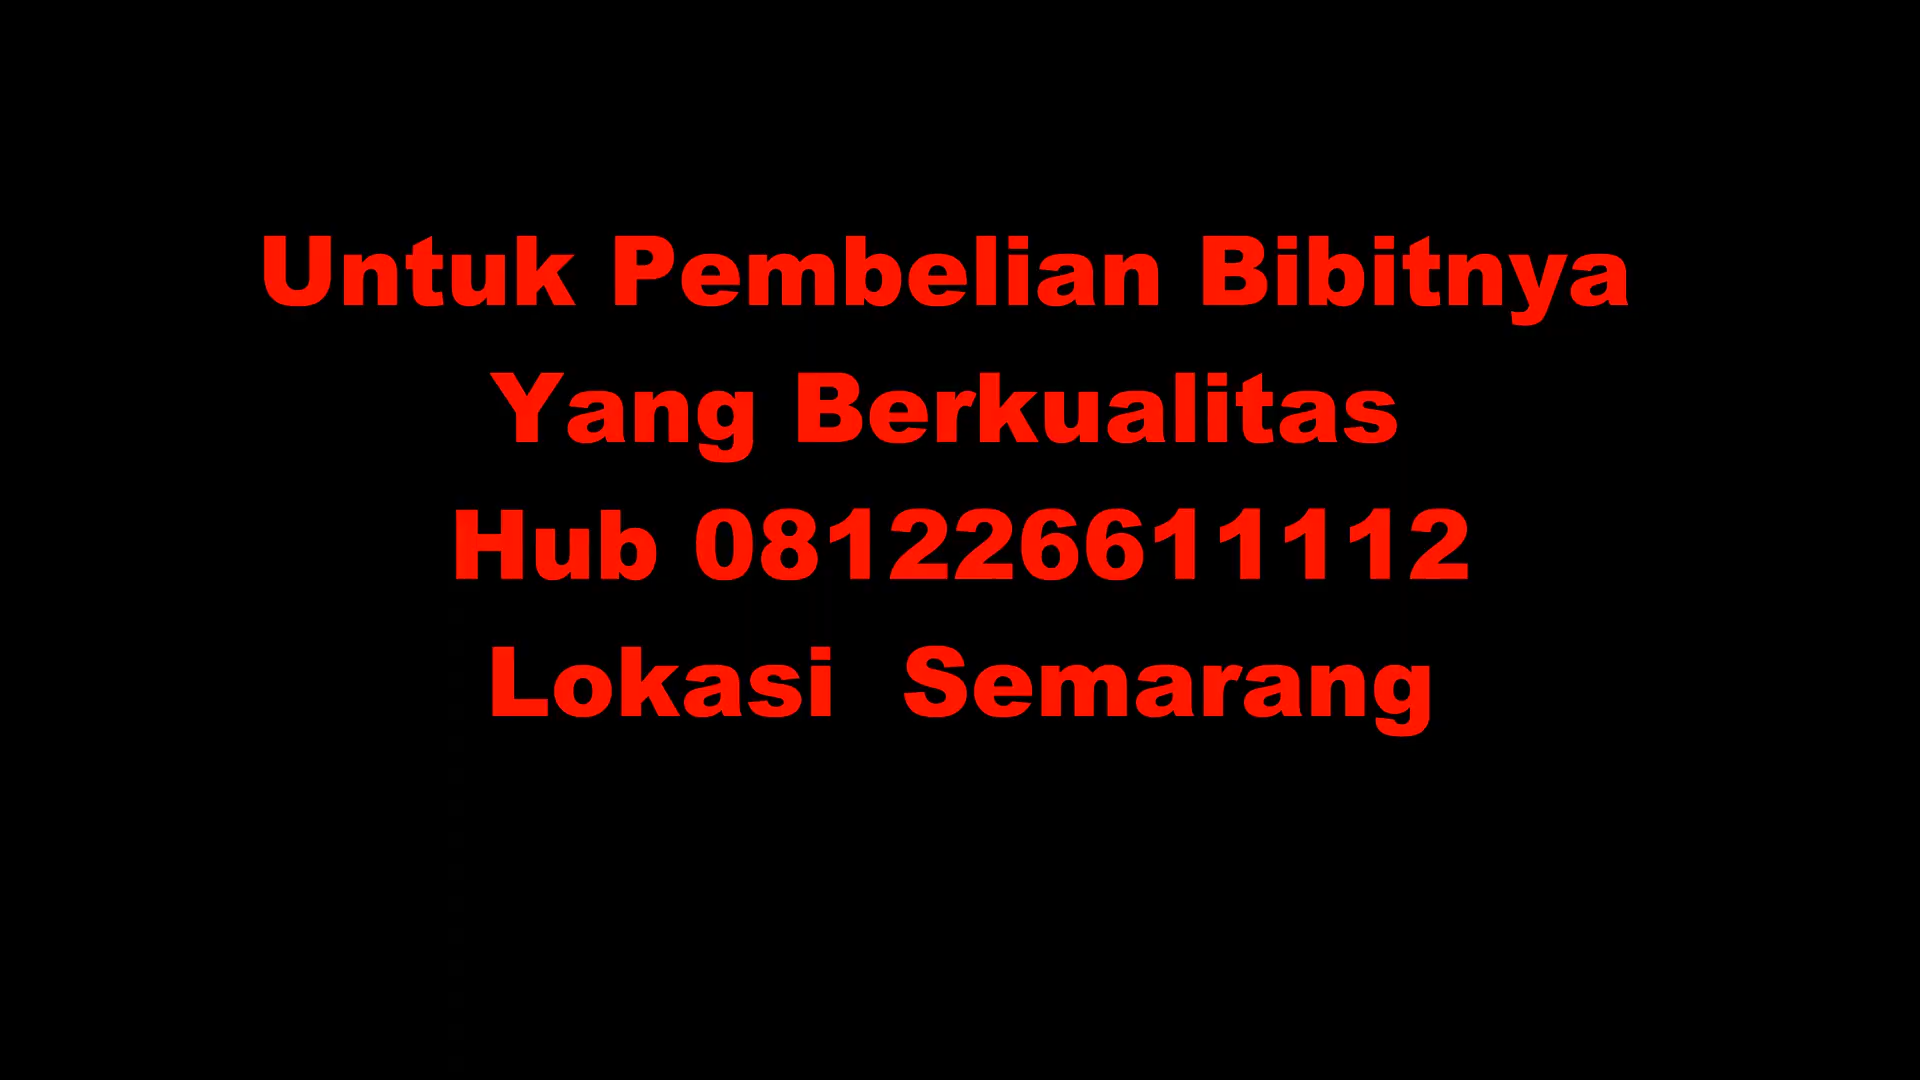 Untuk Pembelian Bibitnya
Yang Berkualitas
Hub 081226611112
Lokasi  Semarang